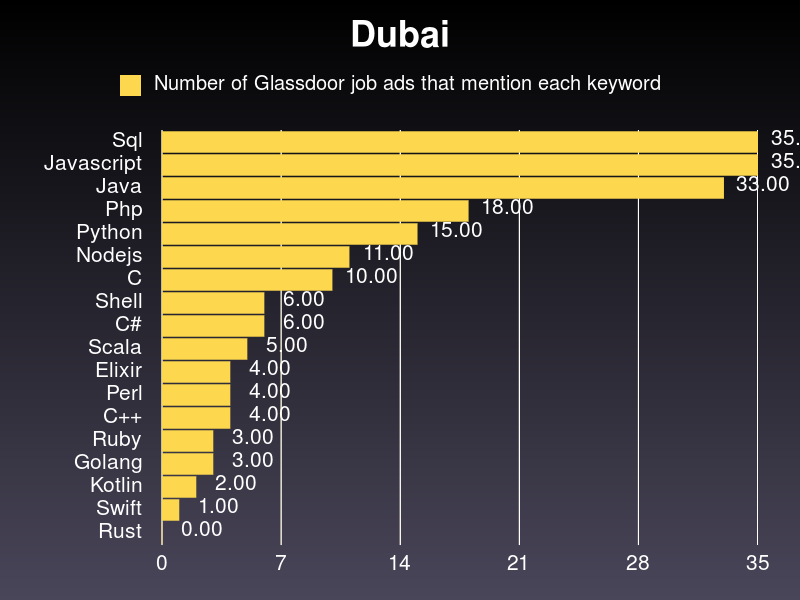 Dubai
Number of Glassdoor job ads that mention each keyword
Sql 35.
Javascript 35.
Java 33.00
Php 18.00
Python 15.00
Nodejs 11.00
C 10.00
Shell 6.00
C# 6.00
Scala 5.00
Elixir 4.00
Perl 4.00
C++ 4.00
Ruby 3.00
Golang 3.00
Kotlin 2.00
Swift 1.00
Rust 0.00
0 7 14 21 28 35